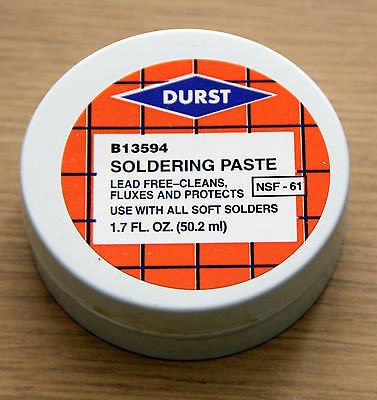 DURST
B13594
SOLDERING PASTE
LEAD FREE–CLEANS,
FLUXES AND PROTECTS
NSF - 61
USE WITH ALL SOFT SOLDERS
1.7 FL. OZ. (50.2 ml)